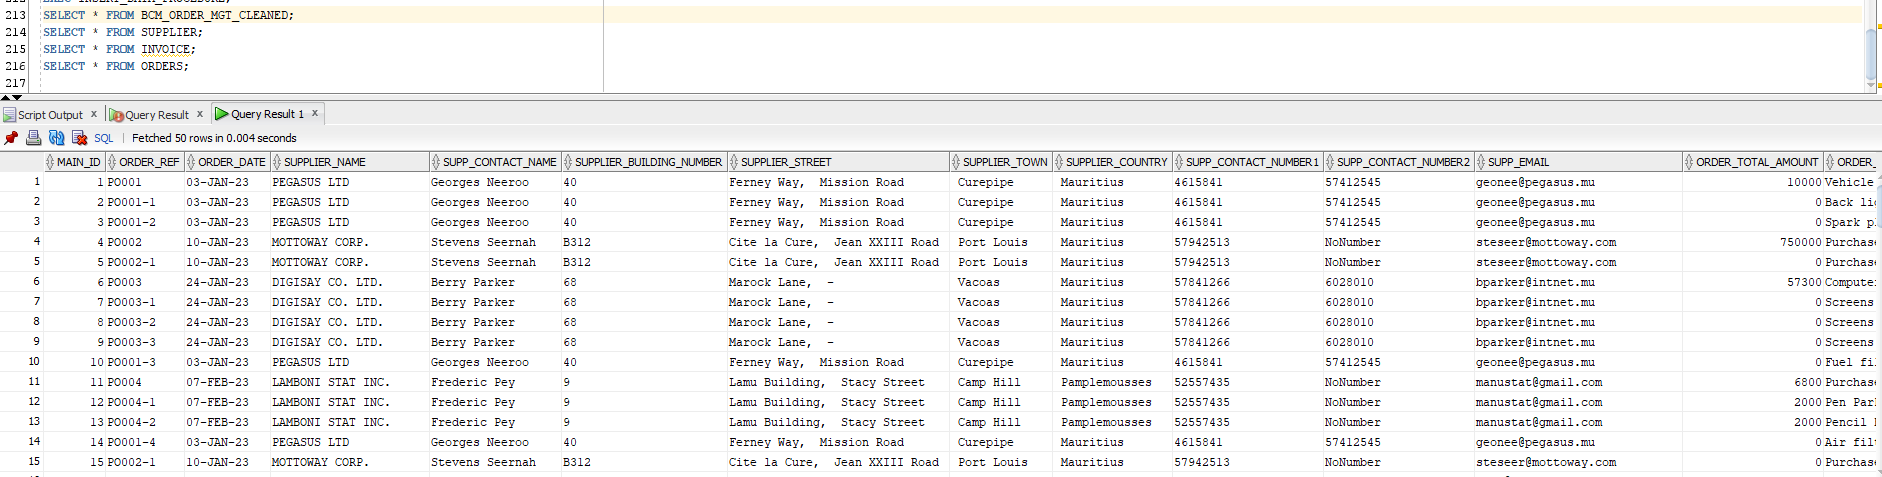 213 SELECT * FROM BCM_ORDER_MGT_CLEANED;
214 SELECT * FROM SUPPLIER;
215 SELECT * FROM INVOICE;
216 SELECT * FROM ORDERS;
217
Script Output x Query Result x Query Result 1 x
SQL | Fetched 50 rows in 0.004 seconds
MAIN_ID ORDER_REF ORDER_DATE SUPPLIER_NAME SUPP_CONTACT_NAME SUPPLIER_BUILDING_NUMBER SUPPLIER_STREET SUPPLIER_TOWN SUPPLIER_COUNTRY SUPP_CONTACT_NUMBER1 SUPP_CONTACT_NUMBER2 SUPP_EMAIL ORDER_TOTAL_AMOUNT ORDER_
1 1 PO001 03-JAN-23 PEGASUS LTD Georges Neeroo 40 Ferney Way, Mission Road Curepipe Mauritius 4615841 57412545 geonee@pegasus.mu 10000 Vehicle
2 2 PO001-1 03-JAN-23 PEGASUS LTD Georges Neeroo 40 Ferney Way, Mission Road Curepipe Mauritius 4615841 57412545 geonee@pegasus.mu 0 Back
3 3 PO001-2 03-JAN-23 PEGASUS LTD Georges Neeroo 40 Ferney Way, Mission Road Curepipe Mauritius 4615841 57412545 geonee@pegasus.mu 0 Spark
4 4 PO002 10-JAN-23 MOTTOWAY CORP. Stevens Seernah B312 Cite la Cure, Jean XXIII Road Port Louis Mauritius 57942513 NoNumber steseer@mottoway.com 750000 Purchase
5 5 PO002-1 10-JAN-23 MOTTOWAY CORP. Stevens Seernah B312 Cite la Cure, Jean XXIII Road Port Louis Mauritius 57942513 NoNumber steseer@mottoway.com 0 Purchase
6 6 PO003 24-JAN-23 DIGISAY CO. LTD. Berry Parker 68 Marock Lane, - Vacoas Mauritius 57841266 6028010 bparker@intnet.mu 57300 Compute
7 7 PO003-1 24-JAN-23 DIGISAY CO. LTD. Berry Parker 68 Marock Lane, - Vacoas Mauritius 57841266 6028010 bparker@intnet.mu 0 Screens
8 8 PO003-2 24-JAN-23 DIGISAY CO. LTD. Berry Parker 68 Marock Lane, - Vacoas Mauritius 57841266 6028010 bparker@intnet.mu 0 Screens
9 9 PO003-3 24-JAN-23 DIGISAY CO. LTD. Berry Parker 68 Marock Lane, - Vacoas Mauritius 57841266 6028010 bparker@intnet.mu 0 Screens
10 10 PO001-3 03-JAN-23 PEGASUS LTD Georges Neeroo 40 Ferney Way, Mission Road Curepipe Mauritius 4615841 57412545 geonee@pegasus.mu 0 Fuel fil
11 11 PO004 07-FEB-23 LAMBONI STAT INC. Frederic Pey 9 Lamu Building, Stacy Street Camp Hill Pamplemousses 52557435 NoNumber manustat@gmail.com 6800 Purchase
12 12 PO004-1 07-FEB-23 LAMBONI STAT INC. Frederic Pey 9 Lamu Building, Stacy Street Camp Hill Pamplemousses 52557435 NoNumber manustat@gmail.com 2000 Pen Par
13 13 PO004-2 07-FEB-23 LAMBONI STAT INC. Frederic Pey 9 Lamu Building, Stacy Street Camp Hill Pamplemousses 52557435 NoNumber manustat@gmail.com 2000 Pencil
14 14 PO001-4 03-JAN-23 PEGASUS LTD Georges Neeroo 40 Ferney Way, Mission Road Curepipe Mauritius 4615841 57412545 geonee@pegasus.mu 0 Air fil
15 15 PO002-1 10-JAN-23 MOTTOWAY CORP. Stevens Seernah B312 Cite la Cure, Jean XXIII Road Port Louis Mauritius 57942513 NoNumber steseer@mottoway.com 0 Purchase